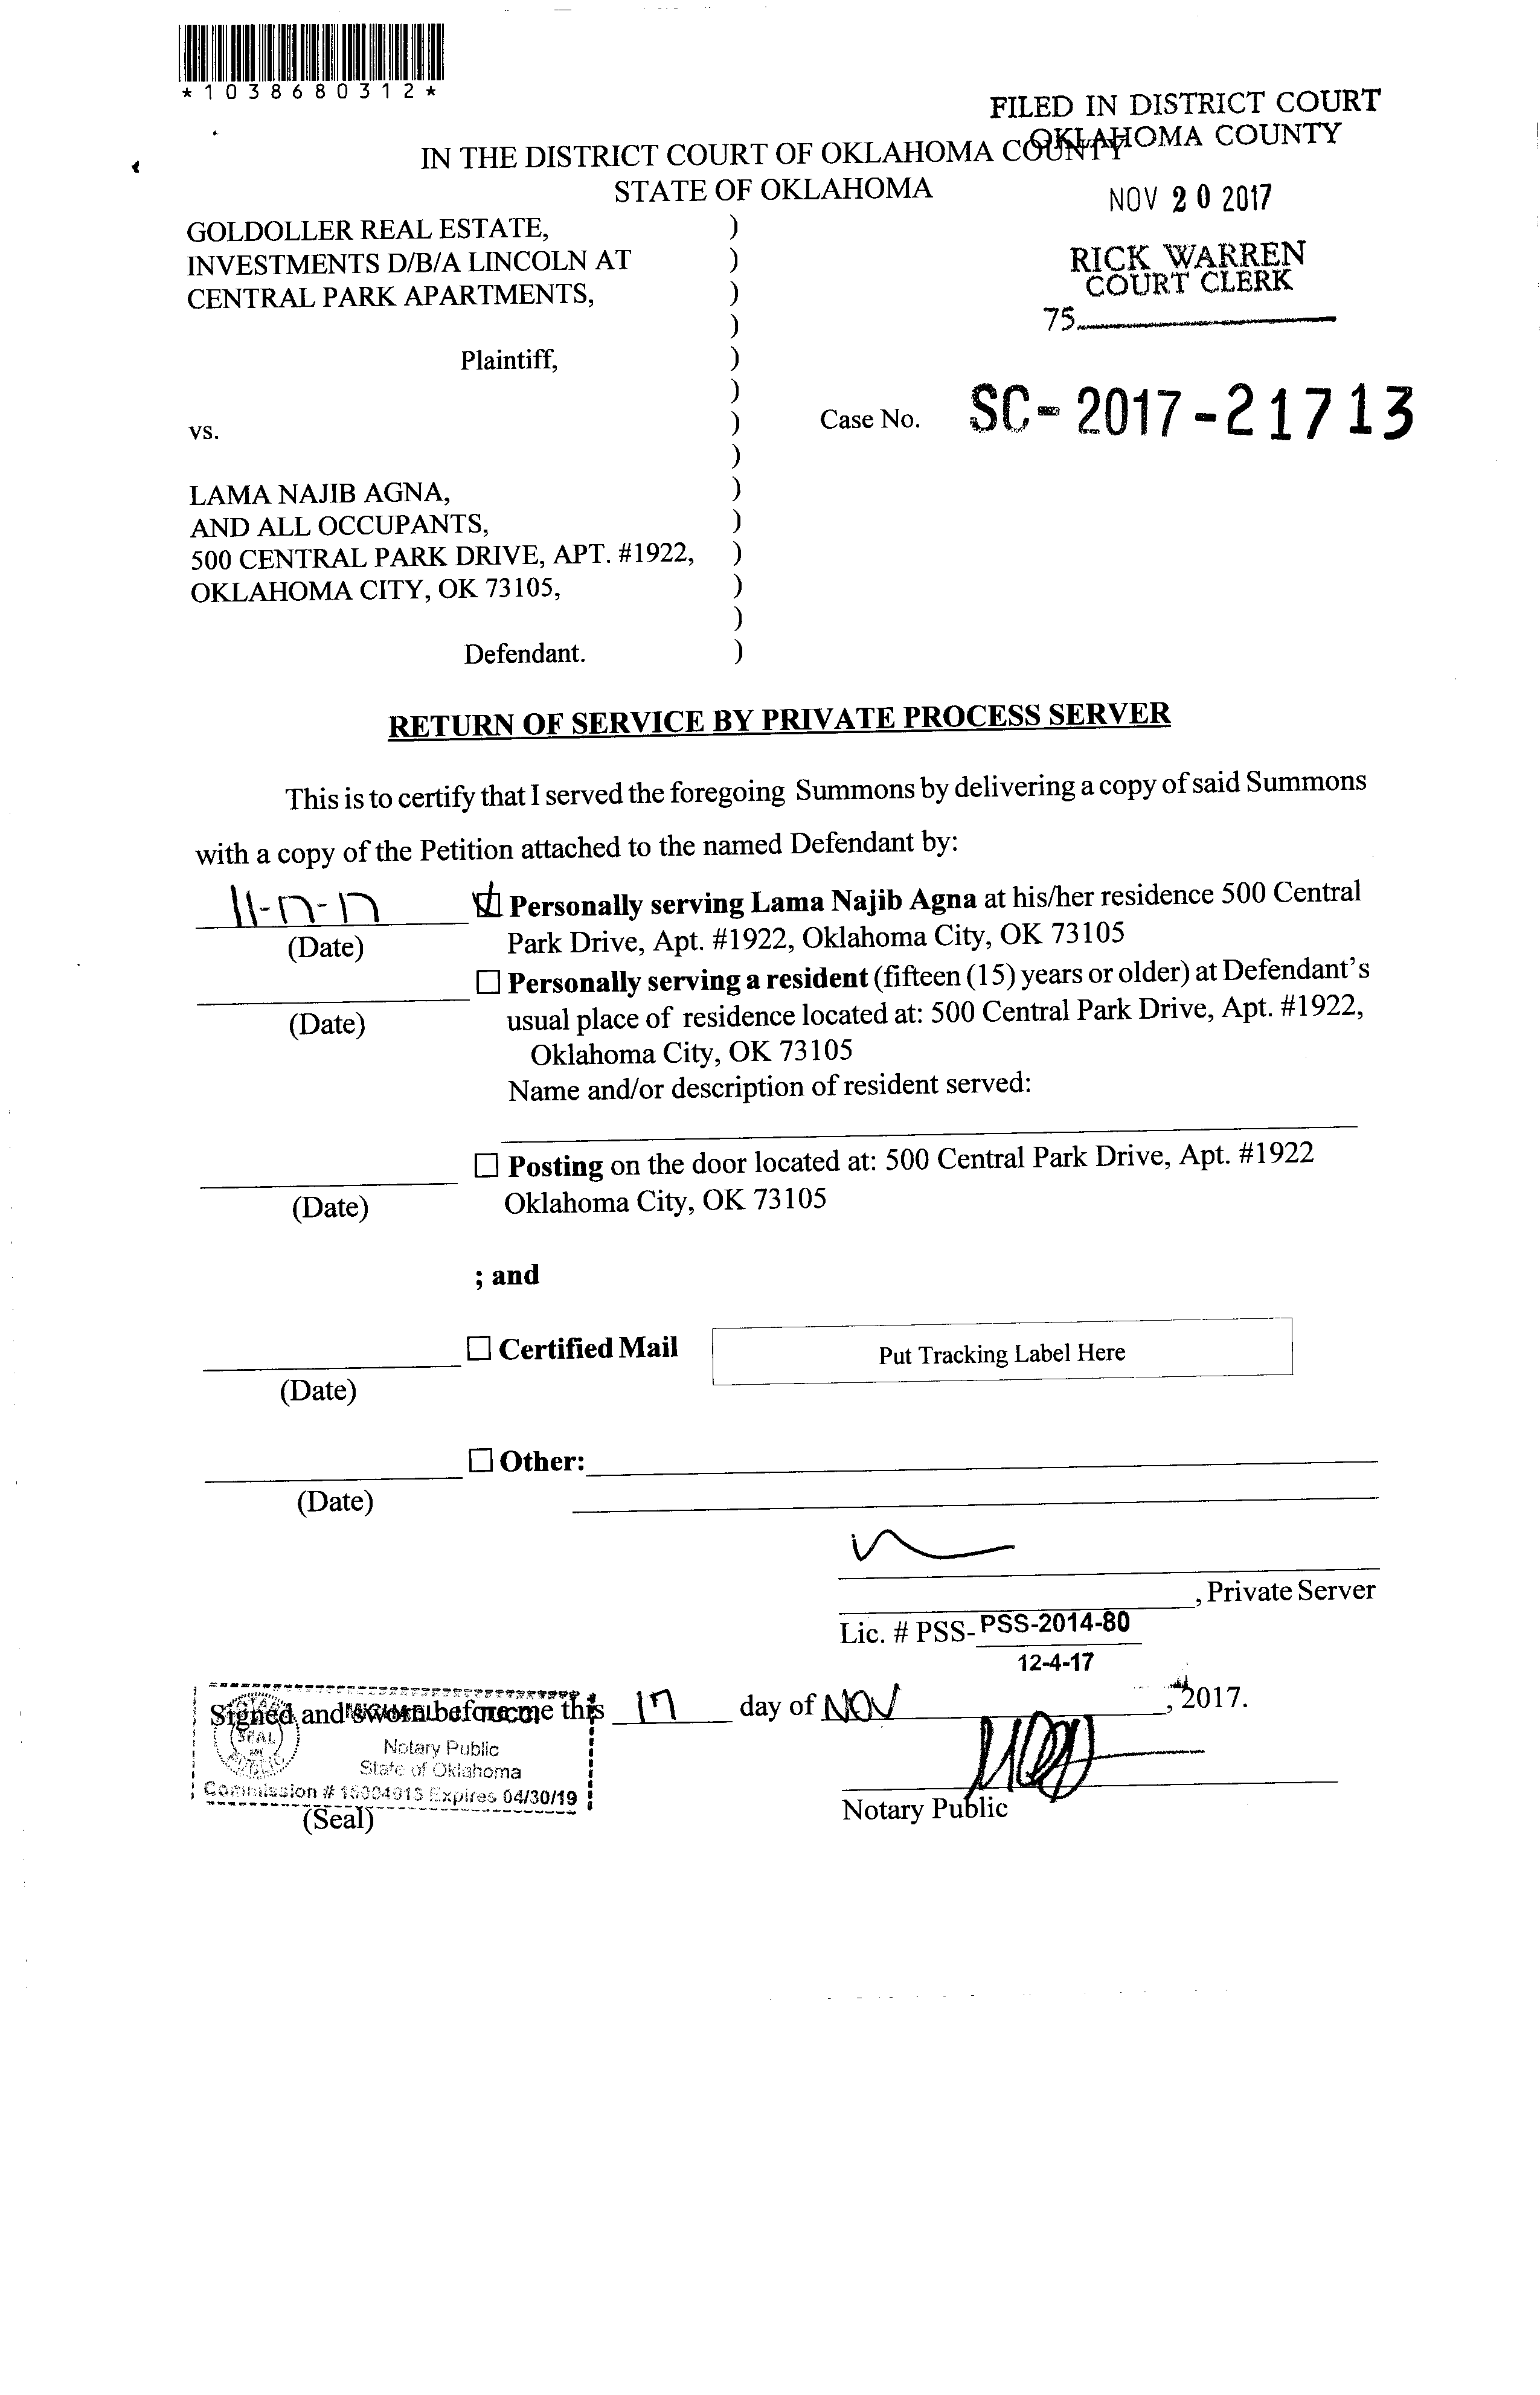 *1038680312*
FILED IN DISTRICT COURT
OKLAHOMA COUNTY
IN THE DISTRICT COURT OF OKLAHOMA COUNTY
STATE OF OKLAHOMA
NOV 20 2017
RICK WARREN
COURT CLERK
75
GOLDOLLER REAL ESTATE, )
INVESTMENTS D/B/A LINCOLN AT )
CENTRAL PARK APARTMENTS, )
)
Plaintiff, )
)
vs. ) Case No. SC-2017-21713
)
LAMA NAJIB AGNA, )
AND ALL OCCUPANTS, )
500 CENTRAL PARK DRIVE, APT. #1922, )
OKLAHOMA CITY, OK 73105, )
)
Defendant. )
RETURN OF SERVICE BY PRIVATE PROCESS SERVER
This is to certify that I served the foregoing Summons by delivering a copy of said Summons
with a copy of the Petition attached to the named Defendant by:
11-17-17 Personally serving Lama Najib Agna at his/her residence 500 Central
(Date) Park Drive, Apt. #1922, Oklahoma City, OK 73105
☐ Personally serving a resident (fifteen (15) years or older) at Defendant's
(Date) usual place of residence located at: 500 Central Park Drive, Apt. #1922,
Oklahoma City, OK 73105
Name and/or description of resident served:
☐ Posting on the door located at: 500 Central Park Drive, Apt. #1922
(Date) Oklahoma City, OK 73105
; and
☐ Certified Mail Put Tracking Label Here
(Date)
☐ Other:
(Date)
, Private Server
Lic. # PSS- PSS-2014-80
12-4-17
Signed and sworn before me this 17 day of NOV, 2017.
SEAL
Notary Public
State of Oklahoma
Commission # Expires 04/30/19
(Seal)
Notary Public